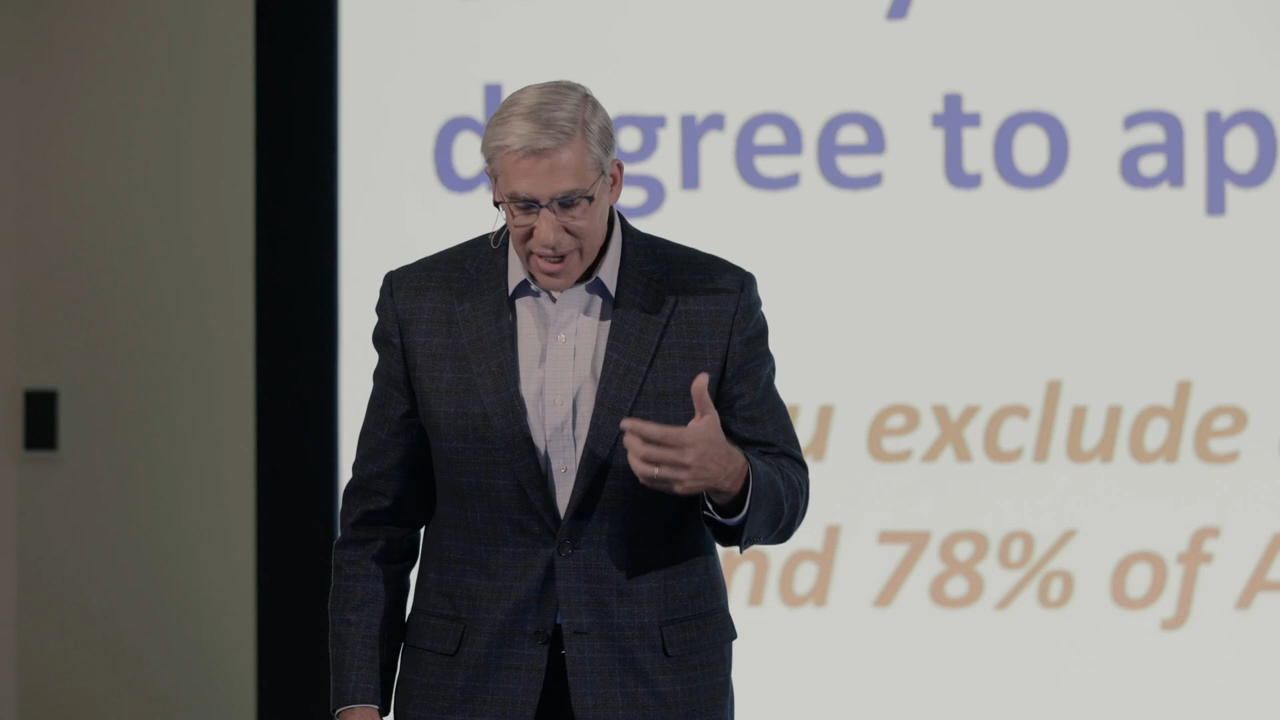 degree to ap
u exclude
nd 78% of A